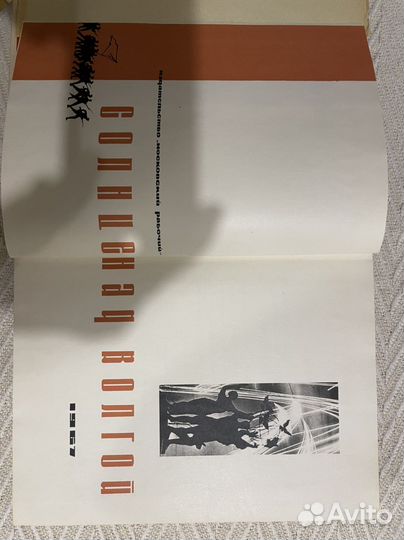 издательство „московский рабочий"
СОЛНЦЕ НАД ВОЛГОЙ
1967
Avito